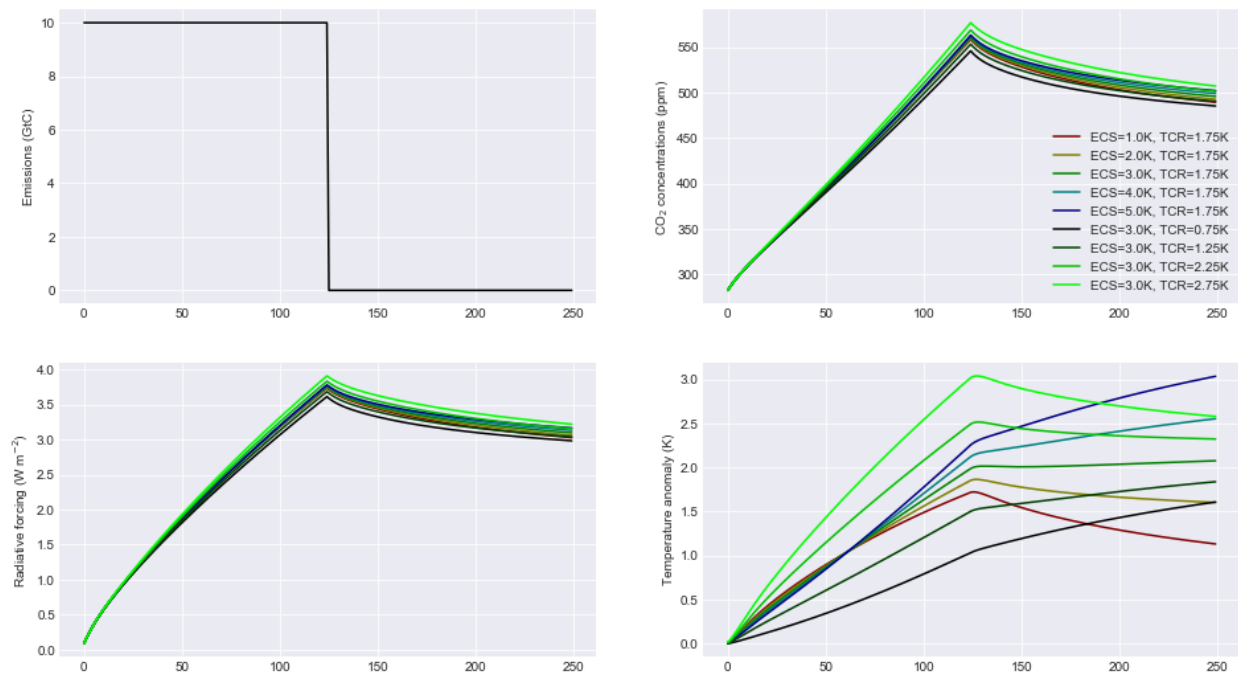 10
8
6
4
2
0
Emissions (GtC)
0 50 100 150 200 250
550
500
450
400
350
300
CO₂ concentrations (ppm)
ECS=1.0K, TCR=1.75K
ECS=2.0K, TCR=1.75K
ECS=3.0K, TCR=1.75K
ECS=4.0K, TCR=1.75K
ECS=5.0K, TCR=1.75K
ECS=3.0K, TCR=0.75K
ECS=3.0K, TCR=1.25K
ECS=3.0K, TCR=2.25K
ECS=3.0K, TCR=2.75K
0 50 100 150 200 250
4.0
3.5
3.0
2.5
2.0
1.5
1.0
0.5
0.0
Radiative forcing (W m⁻²)
0 50 100 150 200 250
3.0
2.5
2.0
1.5
1.0
0.5
0.0
Temperature anomaly (K)
0 50 100 150 200 250